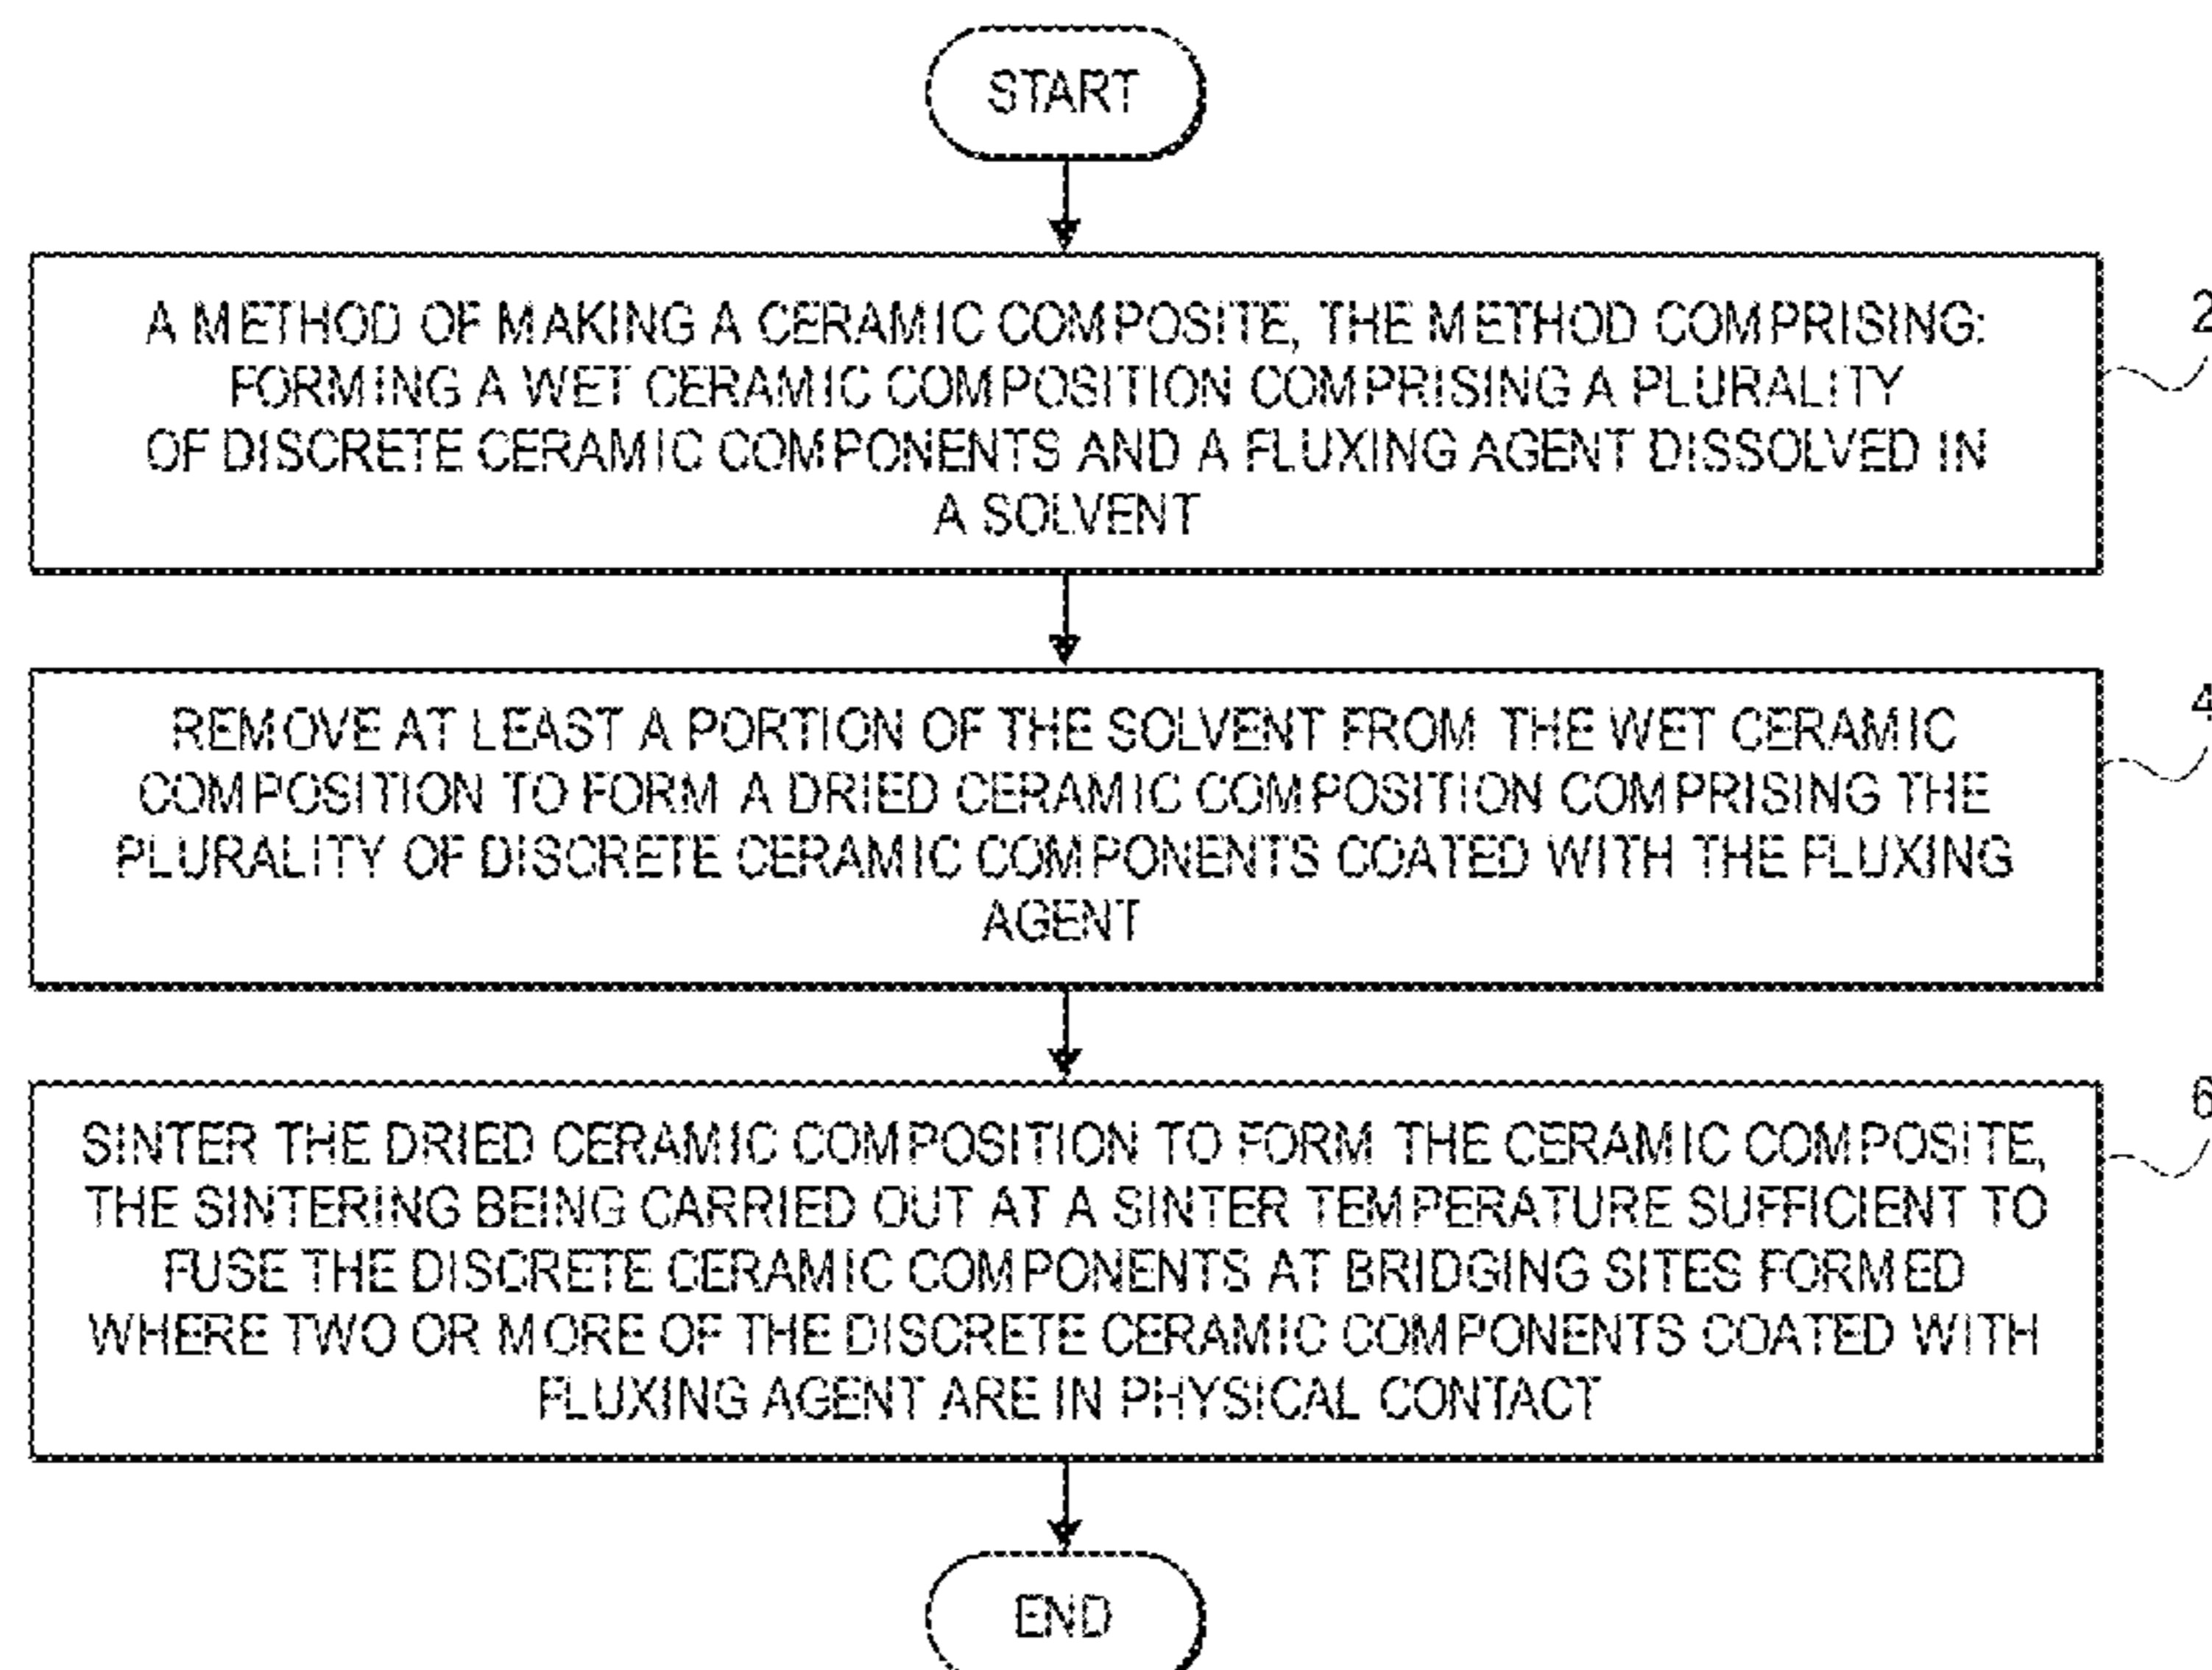 START
A METHOD OF MAKING A CERAMIC COMPOSITE, THE METHOD COMPRISING:
FORMING A WET CERAMIC COMPOSITION COMPRISING A PLURALITY
OF DISCRETE CERAMIC COMPONENTS AND A FLUXING AGENT DISSOLVED IN
A SOLVENT
2
REMOVE AT LEAST A PORTION OF THE SOLVENT FROM THE WET CERAMIC
COMPOSITION TO FORM A DRIED CERAMIC COMPOSITION COMPRISING THE
PLURALITY OF DISCRETE CERAMIC COMPONENTS COATED WITH THE FLUXING
AGENT
4
SINTER THE DRIED CERAMIC COMPOSITION TO FORM THE CERAMIC COMPOSITE,
THE SINTERING BEING CARRIED OUT AT A SINTER TEMPERATURE SUFFICIENT TO
FUSE THE DISCRETE CERAMIC COMPONENTS AT BRIDGING SITES FORMED
WHERE TWO OR MORE OF THE DISCRETE CERAMIC COMPONENTS COATED WITH
FLUXING AGENT ARE IN PHYSICAL CONTACT
6
END